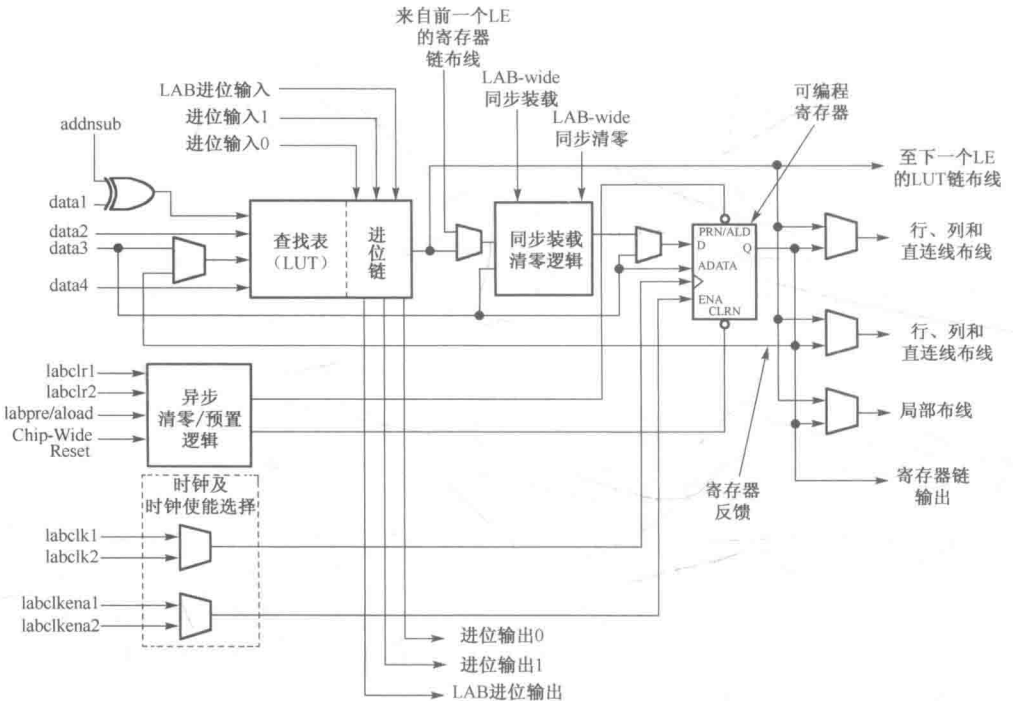 来自前一个LE
的寄存器
链布线
LAB进位输入
进位输入1
进位输入0
LAB-wide
同步装载
LAB-wide
同步清零
可编程
寄存器
addnsub
data1
data2
data3
data4
查找表
（LUT）
进
位
链
同步装载
清零逻辑
PRN/ALD
D
Q
ADATA
ENA
CLRN
至下一个LE
的LUT链布线
行、列和
直连线布线
行、列和
直连线布线
局部布线
寄存器链
输出
寄存器
反馈
labclr1
labclr2
labpre/aload
Chip-Wide
Reset
异步
清零/预置
逻辑
时钟及
时钟使能选择
labclk1
labclk2
labclkena1
labclkena2
进位输出0
进位输出1
LAB进位输出